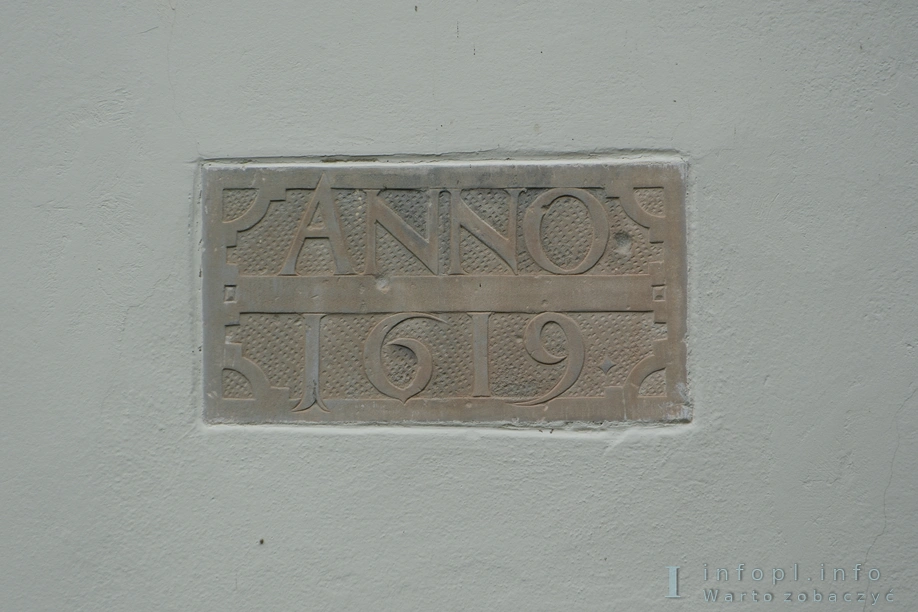 ANNO
1619
infopl.info
Warto zobaczyć